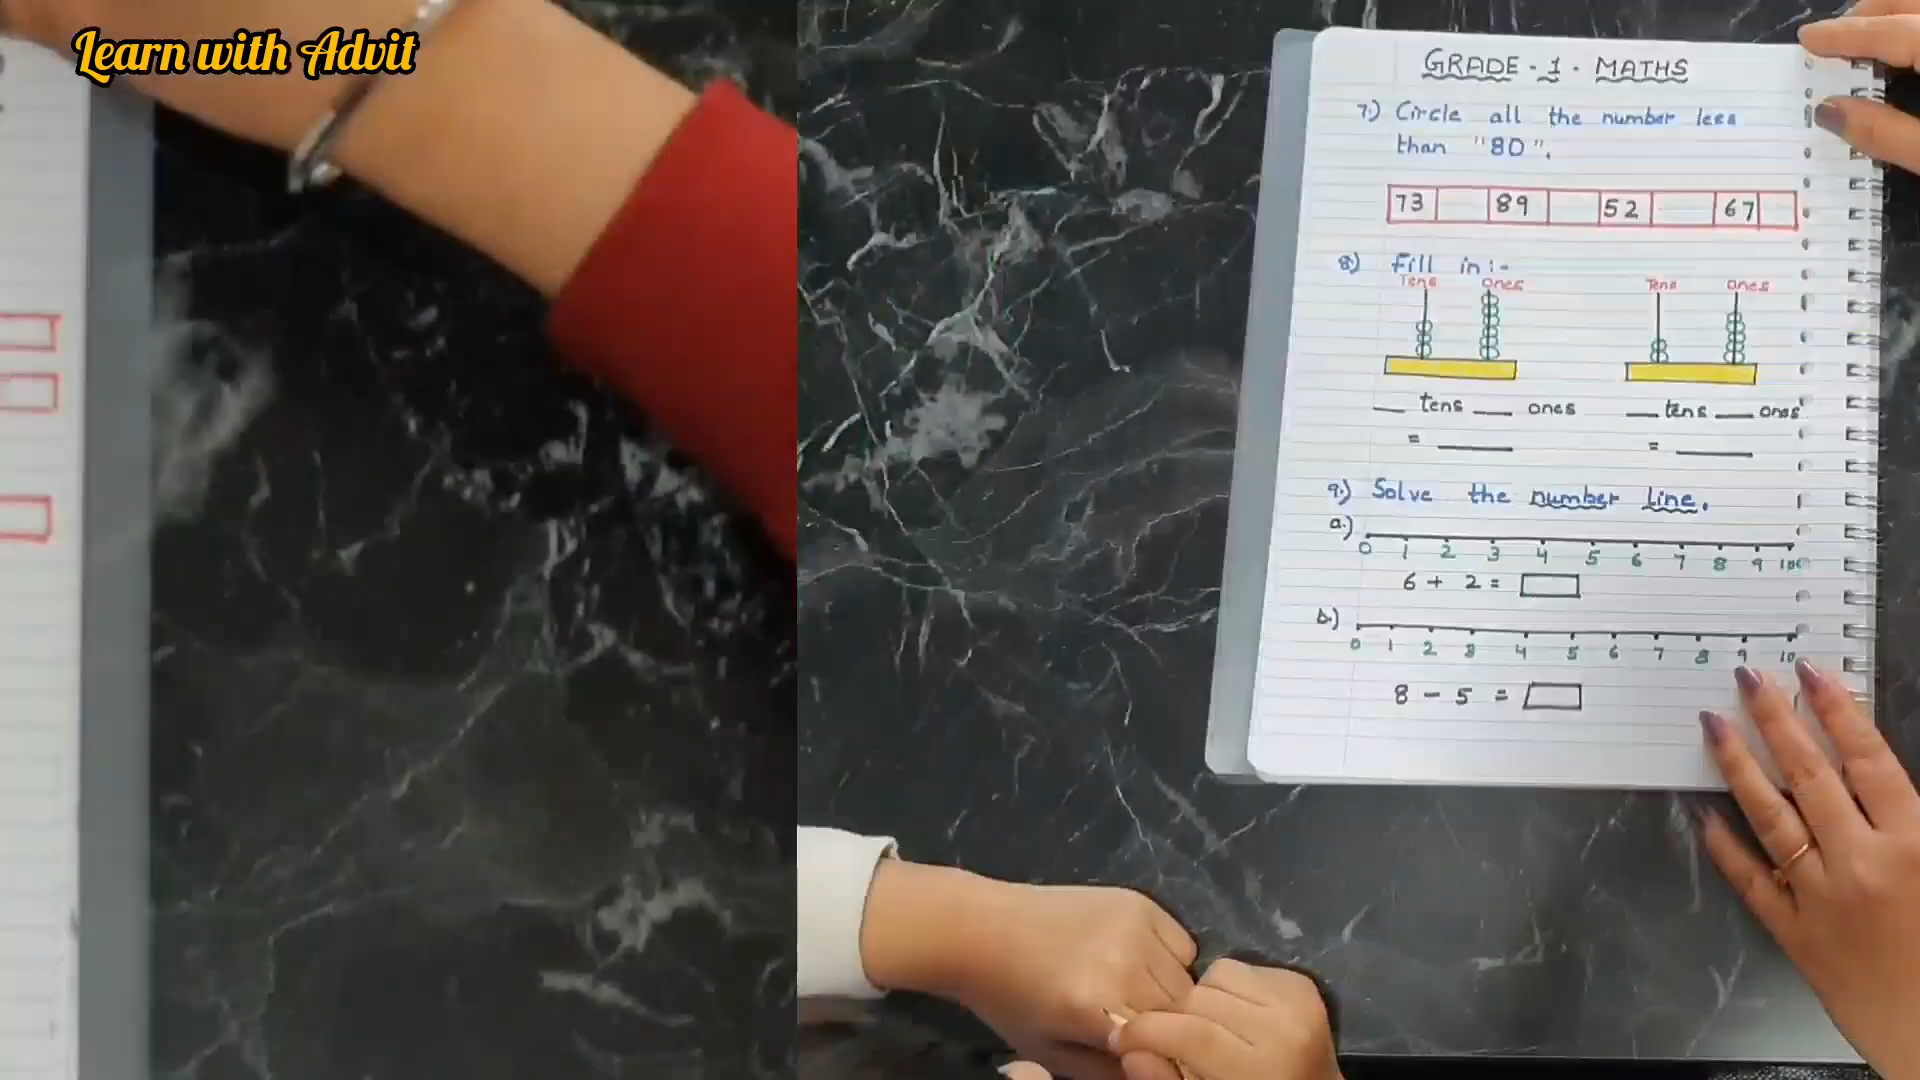 Learn with Advit
GRADE - 1 - MATHS
7.) Circle all the number less
than "80".
73 89 52 67
8) Fill in :-
Tens Ones Tens Ones
__ tens __ ones __ tens __ ones
= ____ = ____
9.) Solve the number line.
a.)
0 1 2 3 4 5 6 7 8 9 10
6 + 2 =
b.)
0 1 2 3 4 5 6 7 8 9 10
8 - 5 =